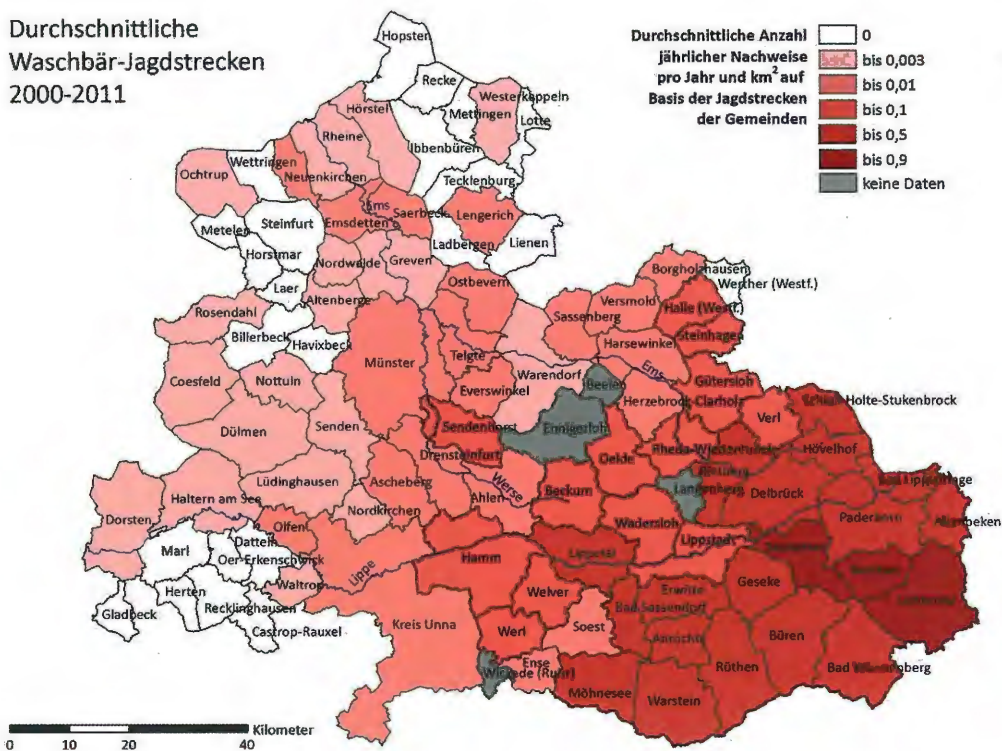 Durchschnittliche
Waschbär-Jagdstrecken
2000-2011
Durchschnittliche Anzahl
jährlicher Nachweise
pro Jahr und km² auf
Basis der Jagdstrecken
der Gemeinden
0
bis 0,003
bis 0,01
bis 0,1
bis 0,5
bis 0,9
keine Daten
Hopsten
Recke
Mettingen
Westerkappeln
Lotte
Hörstel
Rheine
Ibbenbüren
Wettringen
Neuenkirchen
Ochtrup
Tecklenburg
Ems
Saerbeck
Lengerich
Emsdetten
Steinfurt
Metelen
Ladbergen
Lienen
Horstmar
Nordwalde
Greven
Laer
Altenberge
Ostbevern
Borgholzhausen
Werther (Westf.)
Versmold
Halle (Westf.)
Sassenberg
Steinhagen
Rosendahl
Billerbeck
Havixbeck
Münster
Telgte
Harsewinkel
Ems
Warendorf
Beelen
Gütersloh
Coesfeld
Nottuln
Everswinkel
Herzebrock-Clarholz
Verl
Schloß Holte-Stukenbrock
Dülmen
Senden
Sendenhorst
Ennigerloh
Drensteinfurt
Oelde
Rheda-Wiedenbrück
Hövelhof
Lüdinghausen
Ascheberg
Werse
Ahlen
Beckum
Langenberg
Delbrück
Bad Lippspringe
Haltern am See
Dorsten
Nordkirchen
Olfen
Wadersloh
Paderborn
Altenbeken
Datteln
Marl
Oer-Erkenschwick
Hamm
Lippetal
Lippstadt
Waltrop
Lippe
Herten
Recklinghausen
Gladbeck
Castrop-Rauxel
Welver
Erwitte
Geseke
Bad Sassendorf
Kreis Unna
Werl
Soest
Anröchte
Büren
Ense
Wickede (Ruhr)
Rüthen
Möhnesee
Warstein
Bad Wünnenberg
Kilometer
0
10
20
40